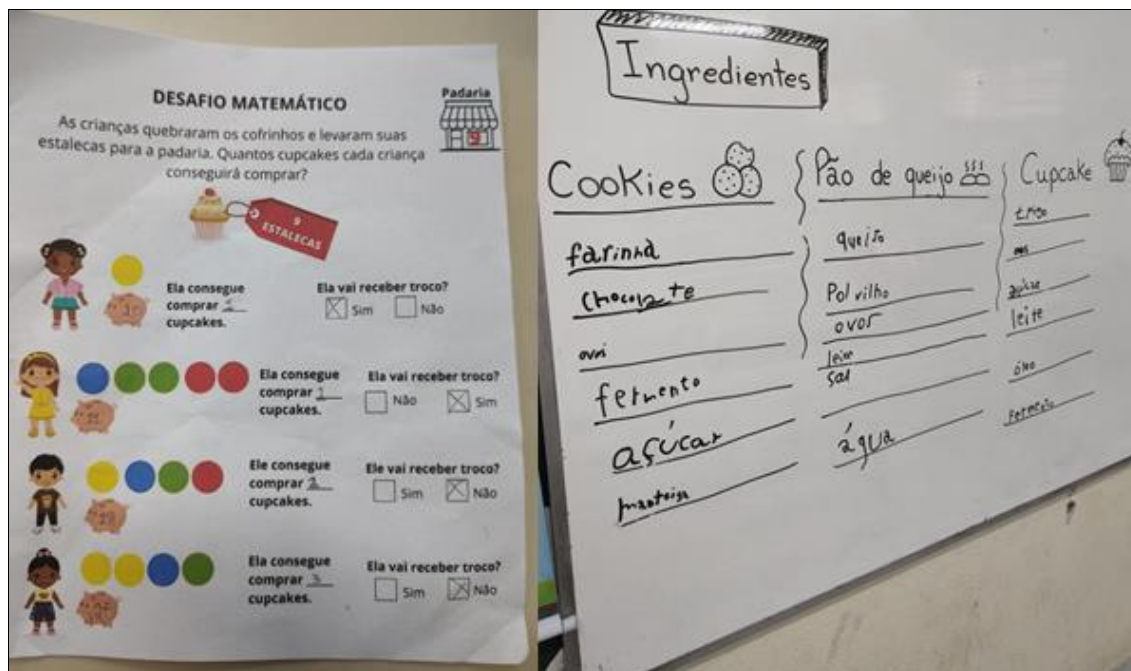 DESAFIO MATEMÁTICO
Padaria
9
As crianças quebraram os cofrinhos e levaram suas
estalecas para a padaria. Quantos cupcakes cada criança
conseguirá comprar?
9
ESTALECAS
Ela consegue
comprar
cupcakes.
Ela vai receber troco?
Sim
Não
Ela consegue
comprar 1
cupcakes.
Ela vai receber troco?
Não
Sim
Ele consegue
comprar 2
cupcakes.
Ele vai receber troco?
Sim
Não
Ela consegue
comprar 3
cupcakes.
Ela vai receber troco?
Sim
Não
Ingredientes
Cookies
farinha
chocolate
fermento
açúcar
manteiga
Pão de queijo
queijo
Polvilho
ovos
leite
sal
água
Cupcake
trigo
leite
óleo
fermento